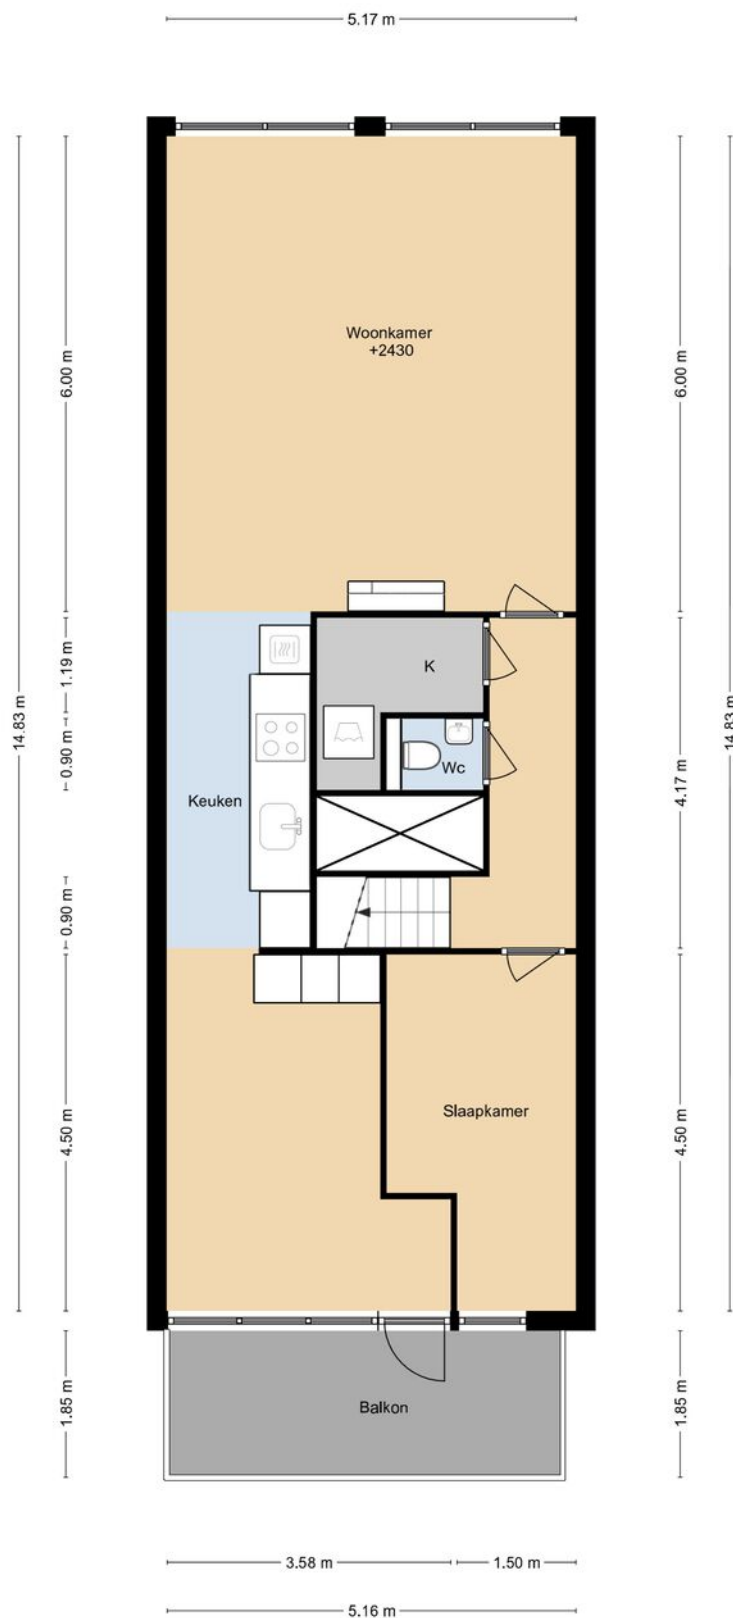 5.17 m
Woonkamer
+2430
6.00 m
6.00 m
1.19 m
K
14.83 m
14.83 m
0.90 m
Wc
4.17 m
Keuken
0.90 m
Slaapkamer
4.50 m
4.50 m
Balkon
1.85 m
1.85 m
3.58 m
1.50 m
5.16 m